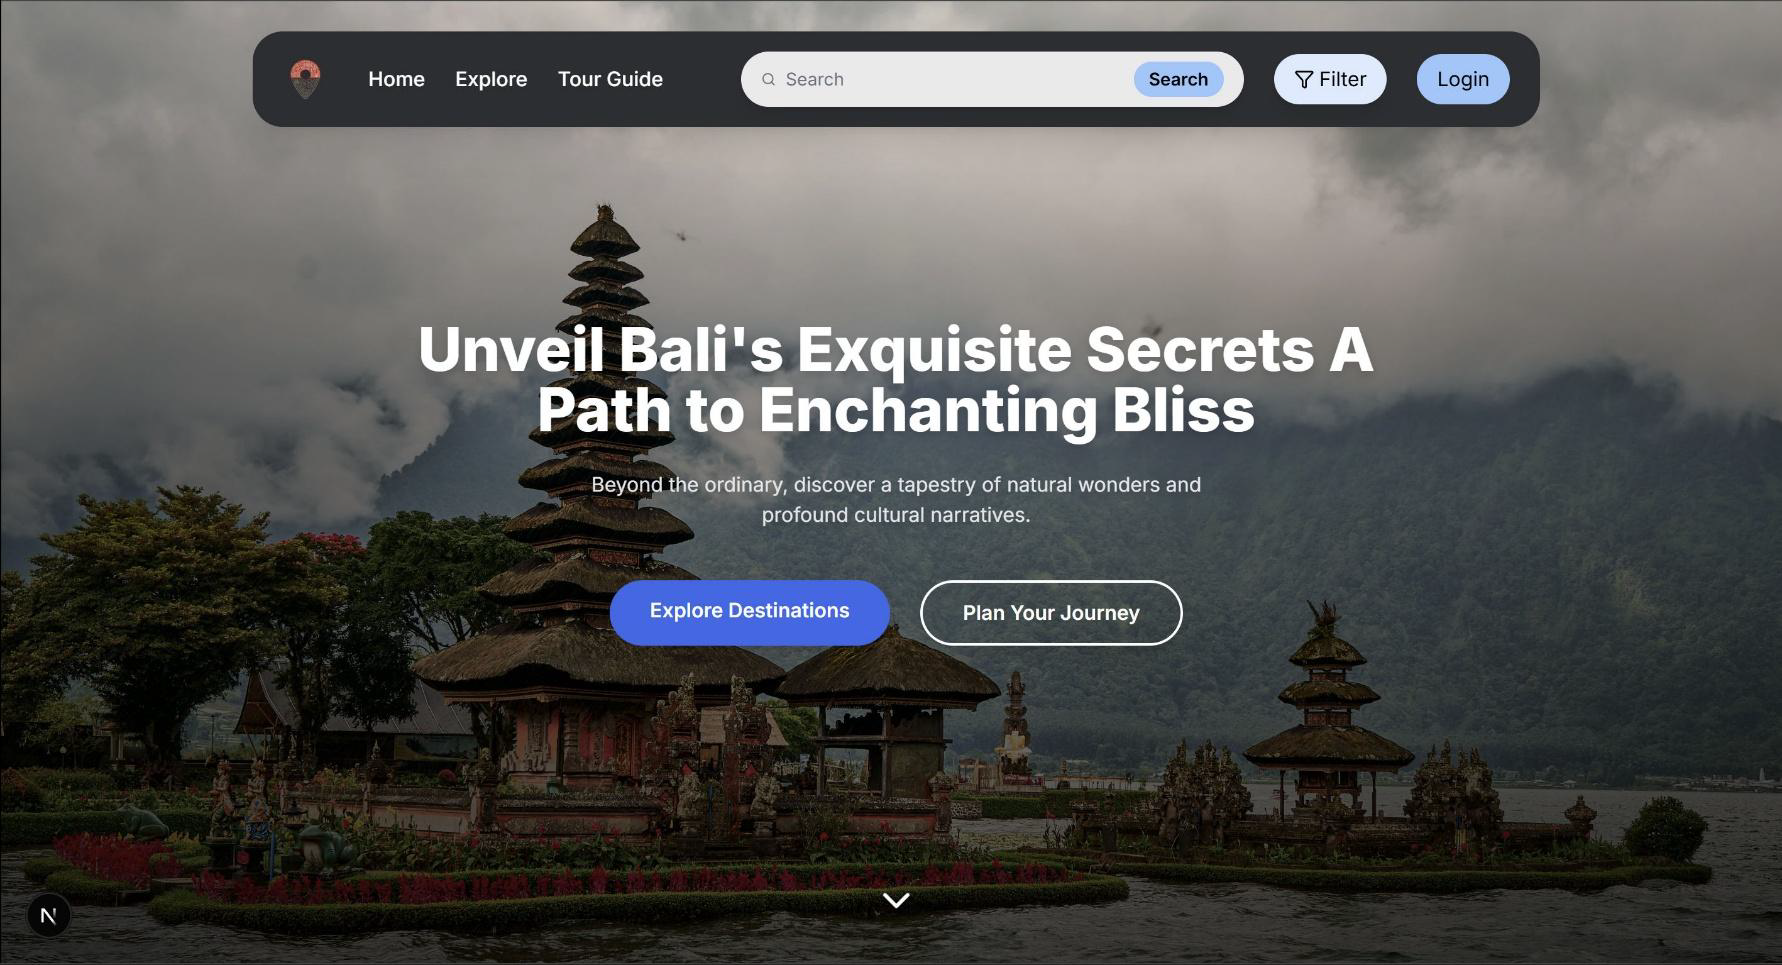 Home Explore Tour Guide Search Search Filter Login
Unveil Bali's Exquisite Secrets A
Path to Enchanting Bliss
Beyond the ordinary, discover a tapestry of natural wonders and
profound cultural narratives.
Explore Destinations Plan Your Journey
N